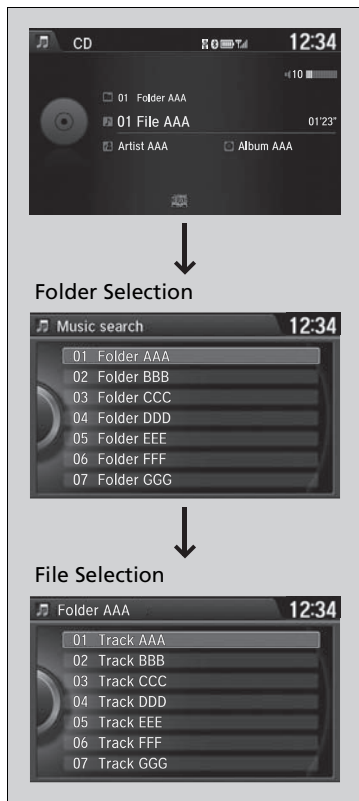 CD 12:34
10
01 Folder AAA
01 File AAA 01'23"
Artist AAA Album AAA
Folder Selection
Music search 12:34
01 Folder AAA
02 Folder BBB
03 Folder CCC
04 Folder DDD
05 Folder EEE
06 Folder FFF
07 Folder GGG
File Selection
Folder AAA 12:34
01 Track AAA
02 Track BBB
03 Track CCC
04 Track DDD
05 Track EEE
06 Track FFF
07 Track GGG